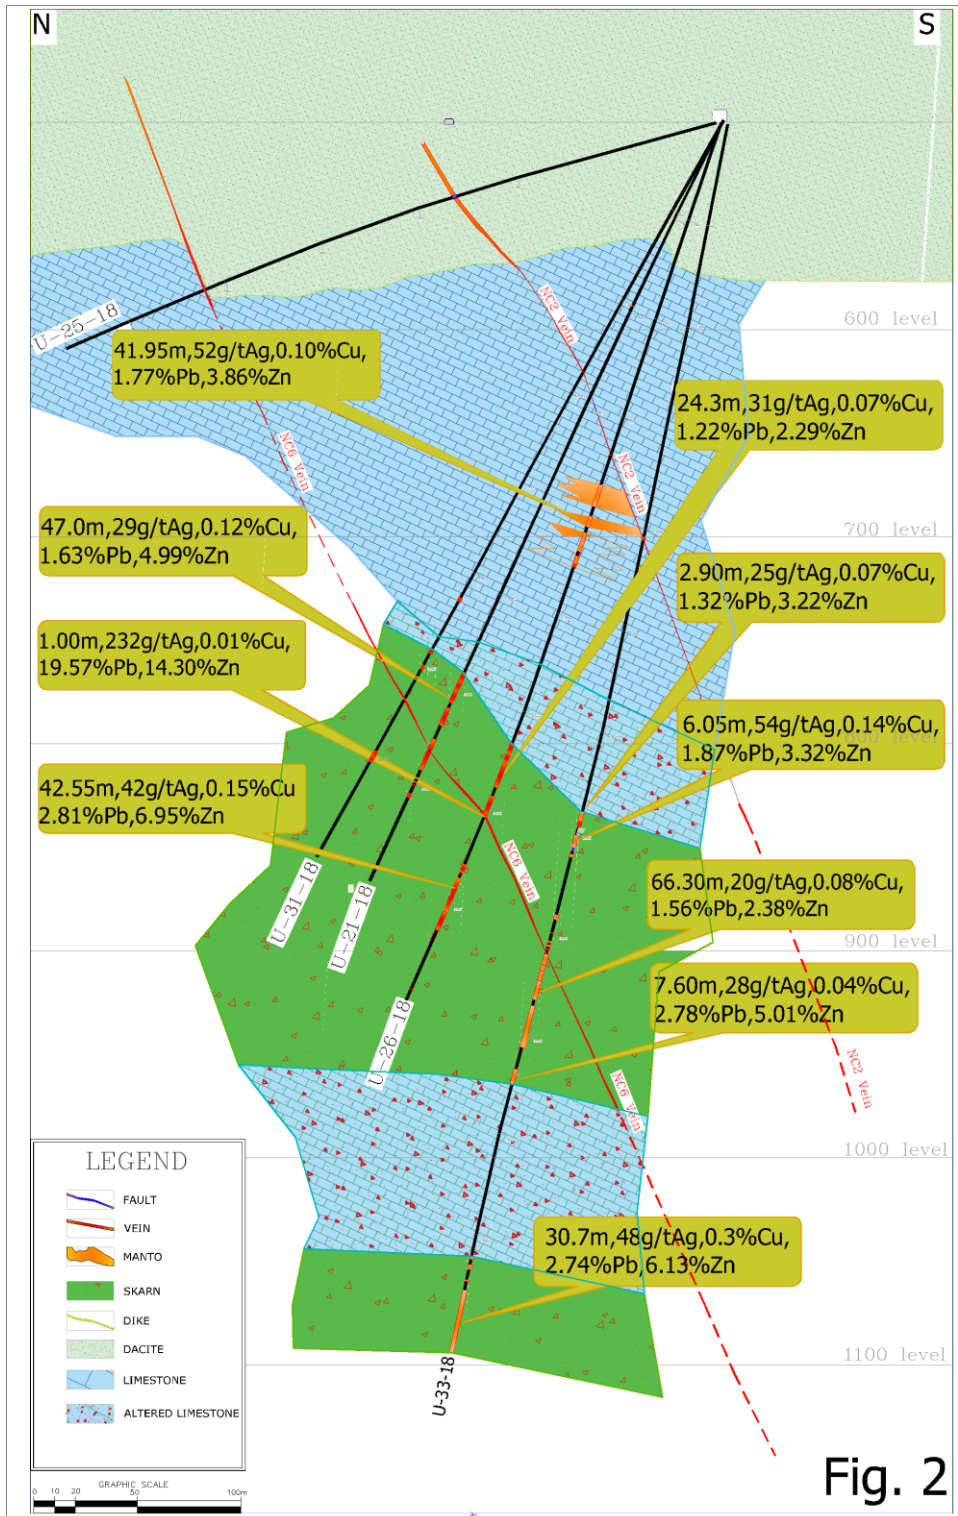 N
S
U-25-18
600 level
NC2 Vein
41.95m,52g/tAg,0.10%Cu,
1.77%Pb,3.86%Zn
24.3m,31g/tAg,0.07%Cu,
1.22%Pb,2.29%Zn
NC6 Vein
NC2 Vein
47.0m,29g/tAg,0.12%Cu,
1.63%Pb,4.99%Zn
700 level
2.90m,25g/tAg,0.07%Cu,
1.32%Pb,3.22%Zn
1.00m,232g/tAg,0.01%Cu,
19.57%Pb,14.30%Zn
6.05m,54g/tAg,0.14%Cu,
1.87%Pb,3.32%Zn
800 level
42.55m,42g/tAg,0.15%Cu
2.81%Pb,6.95%Zn
NC6 Vein
U-31-18
U-21-18
66.30m,20g/tAg,0.08%Cu,
1.56%Pb,2.38%Zn
900 level
7.60m,28g/tAg,0.04%Cu,
2.78%Pb,5.01%Zn
U-26-18
NC2 Vein
NC6 Vein
1000 level
LEGEND
FAULT
VEIN
MANTO
SKARN
DIKE
DACITE
LIMESTONE
ALTERED LIMESTONE
30.7m,48g/tAg,0.3%Cu,
2.74%Pb,6.13%Zn
1100 level
U-33-18
Fig. 2
GRAPHIC SCALE
0 10 20 50 100m